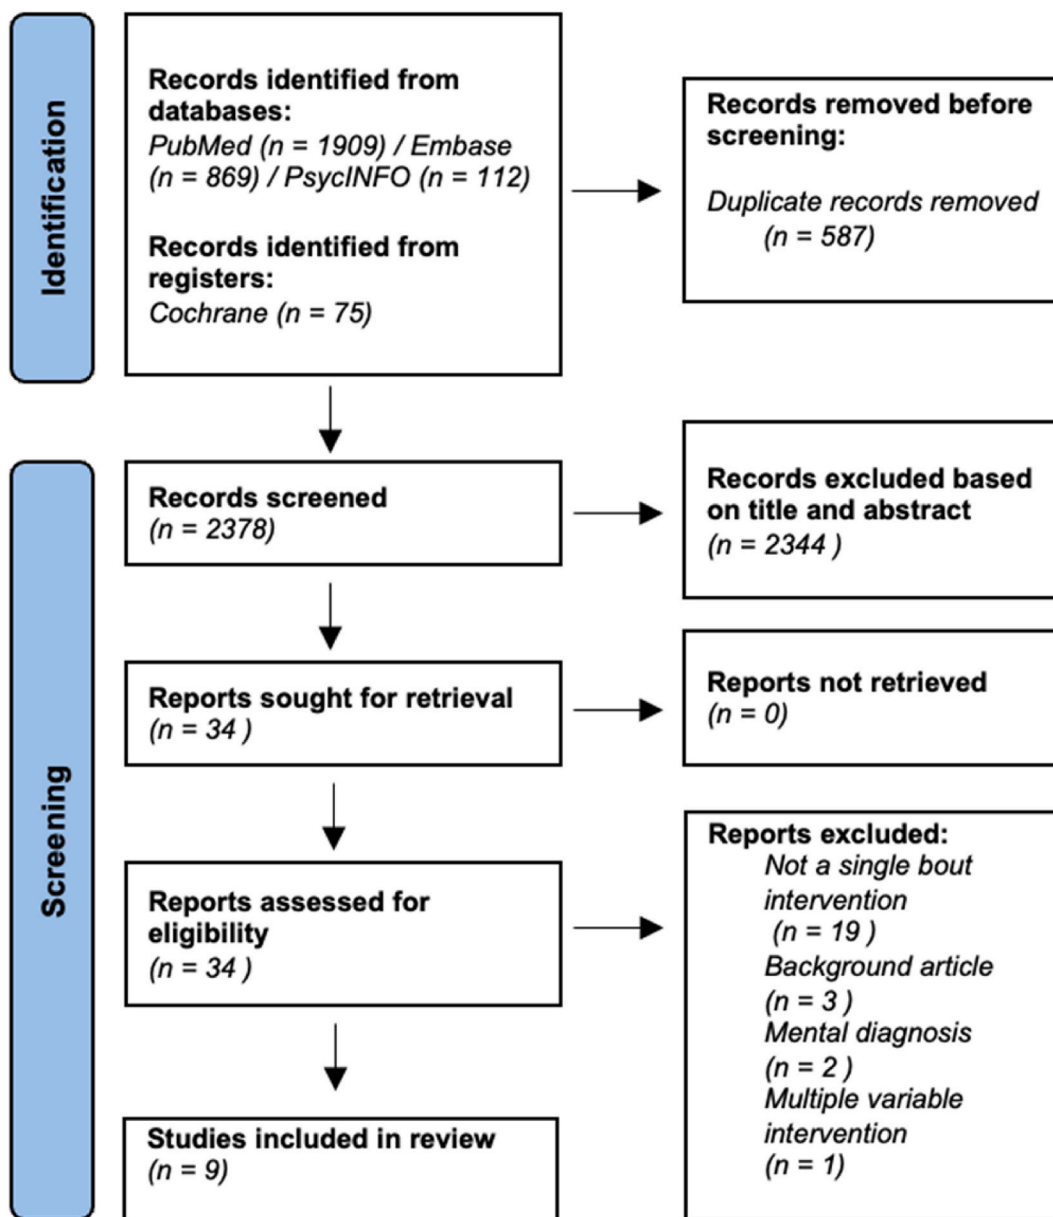 Identification
Records identified from
databases:
PubMed (n = 1909) / Embase
(n = 869) / PsycINFO (n = 112)
Records identified from
registers:
Cochrane (n = 75)
Records removed before
screening:
Duplicate records removed
(n = 587)
Screening
Records screened
(n = 2378)
Records excluded based
on title and abstract
(n = 2344 )
Reports sought for retrieval
(n = 34 )
Reports not retrieved
(n = 0)
Reports assessed for
eligibility
(n = 34 )
Reports excluded:
Not a single bout
intervention
(n = 19 )
Background article
(n = 3 )
Mental diagnosis
(n = 2 )
Multiple variable
intervention
(n = 1)
Studies included in review
(n = 9)